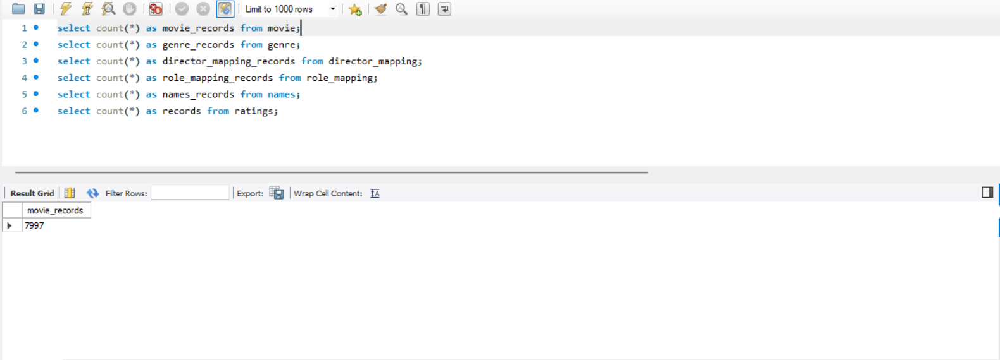 Limit to 1000 rows
1 select count(*) as movie_records from movie;
2 select count(*) as genre_records from genre;
3 select count(*) as director_mapping_records from director_mapping;
4 select count(*) as role_mapping_records from role_mapping;
5 select count(*) as names_records from names;
6 select count(*) as records from ratings;
Result Grid Filter Rows: Export: Wrap Cell Content: IA
movie_records
7997